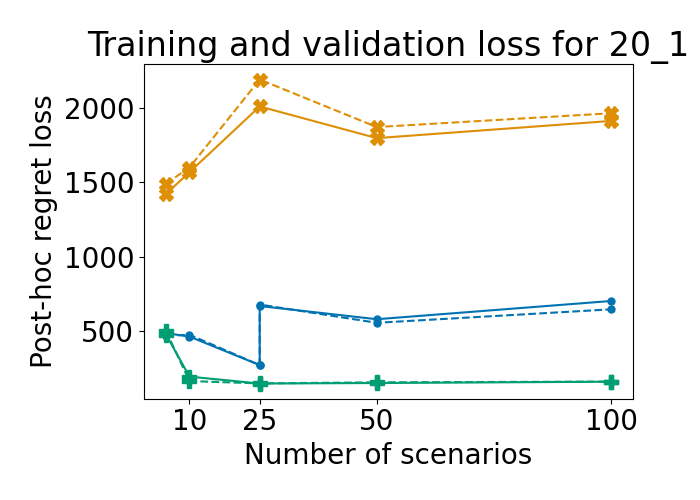 Training and validation loss for 20_1
Post-hoc regret loss
2000
1500
1000
500
10 25 50 100
Number of scenarios